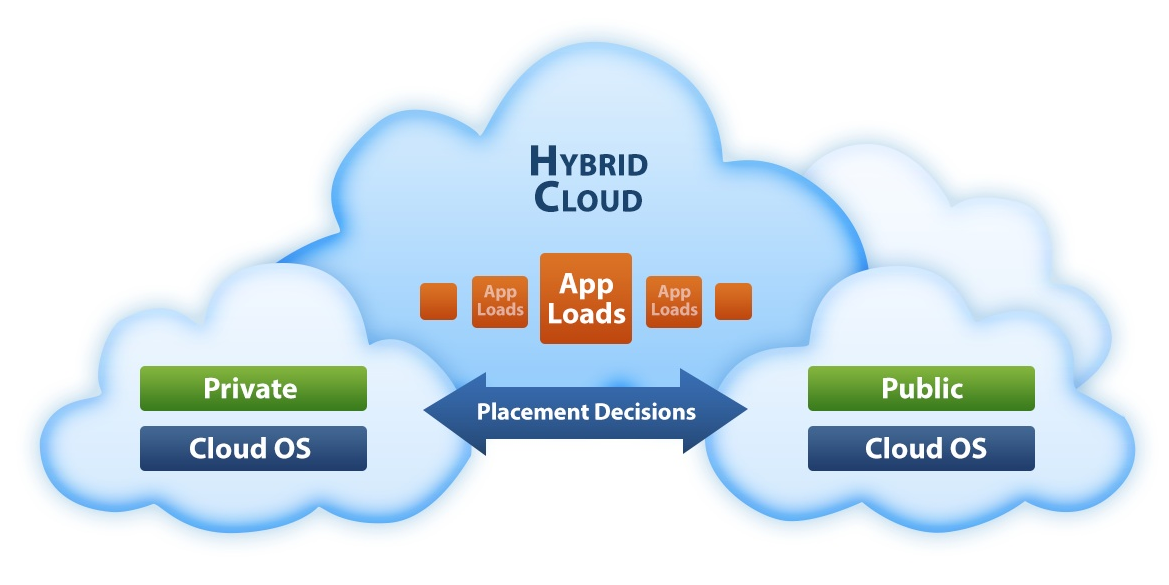 HYBRID
CLOUD
App
Loads
App
Loads
App
Loads
Private
Placement Decisions
Public
Cloud OS
Cloud OS